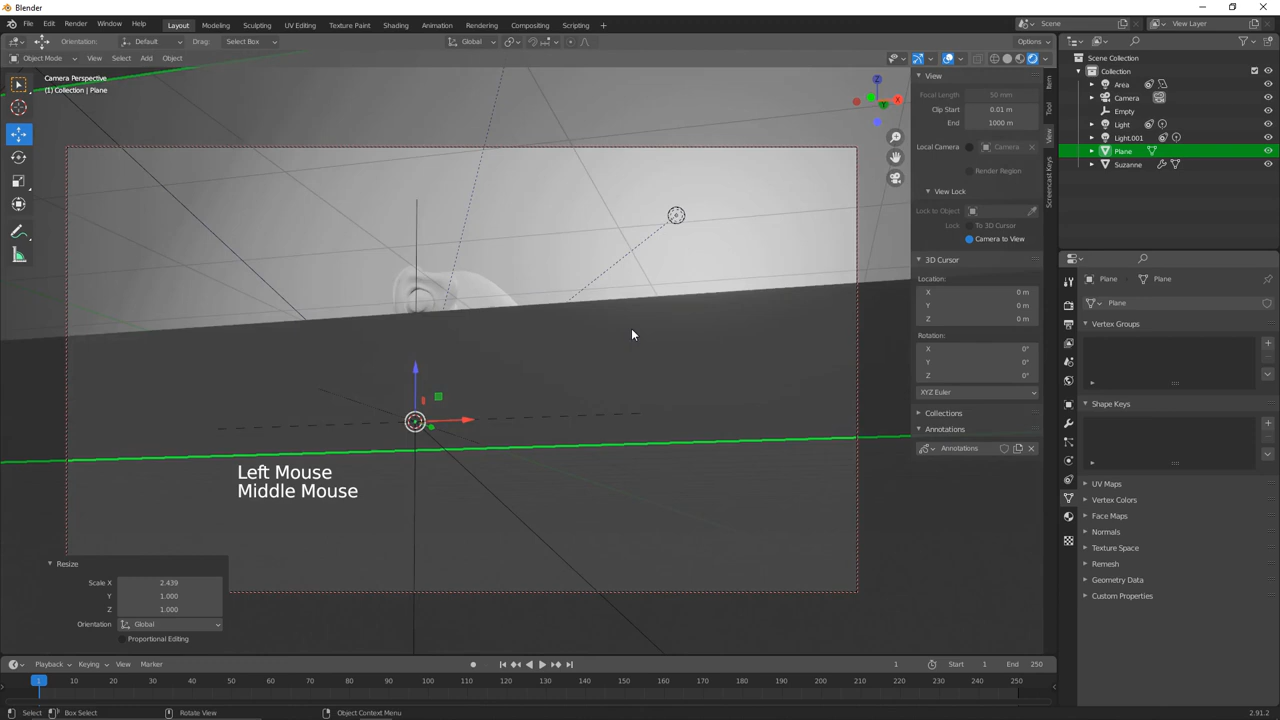 Blender
File Edit Render Window Help Layout Modeling Sculpting UV Editing Texture Paint Shading Animation Rendering Compositing Scripting + Scene View Layer
Orientation: Default Drag: Select Box Global Options
Object Mode View Select Add Object
Camera Perspective
(1) Collection | Plane
Z
X
Y
View
Focal Length 50 mm
Clip Start 0.01 m
End 1000 m
Local Camera Camera
Render Region
View Lock
Lock to Object
Lock To 3D Cursor
Camera to View
3D Cursor
Location:
X 0 m
Y 0 m
Z 0 m
Rotation:
X 0°
Y 0°
Z 0°
XYZ Euler
Collections
Annotations
Annotations
Item
Tool
View
Screencast Keys
Scene Collection
Collection
Area
Camera
Empty
Light
Light.001
Plane
Suzanne
Plane Plane
Plane
Vertex Groups
Shape Keys
UV Maps
Vertex Colors
Face Maps
Normals
Texture Space
Remesh
Geometry Data
Custom Properties
Left Mouse
Middle Mouse
Resize
Scale X 2.439
Y 1.000
Z 1.000
Orientation Global
Proportional Editing
Playback Keying View Marker 1 Start 1 End 250
1 10 20 30 40 50 60 70 80 90 100 110 120 130 140 150 160 170 180 190 200 210 220 230 240 250
Select Box Select Rotate View Object Context Menu 2.91.2